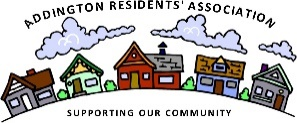 ADDINGTON RESIDENTS' ASSOCIATION
SUPPORTING OUR COMMUNITY